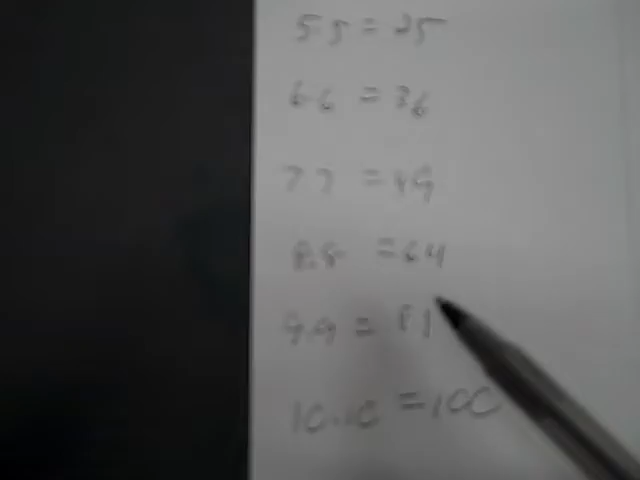 5·5 = 25
6·6 = 36
7·7 = 49
8·8 = 64
9·9 = 81
10·10 = 100